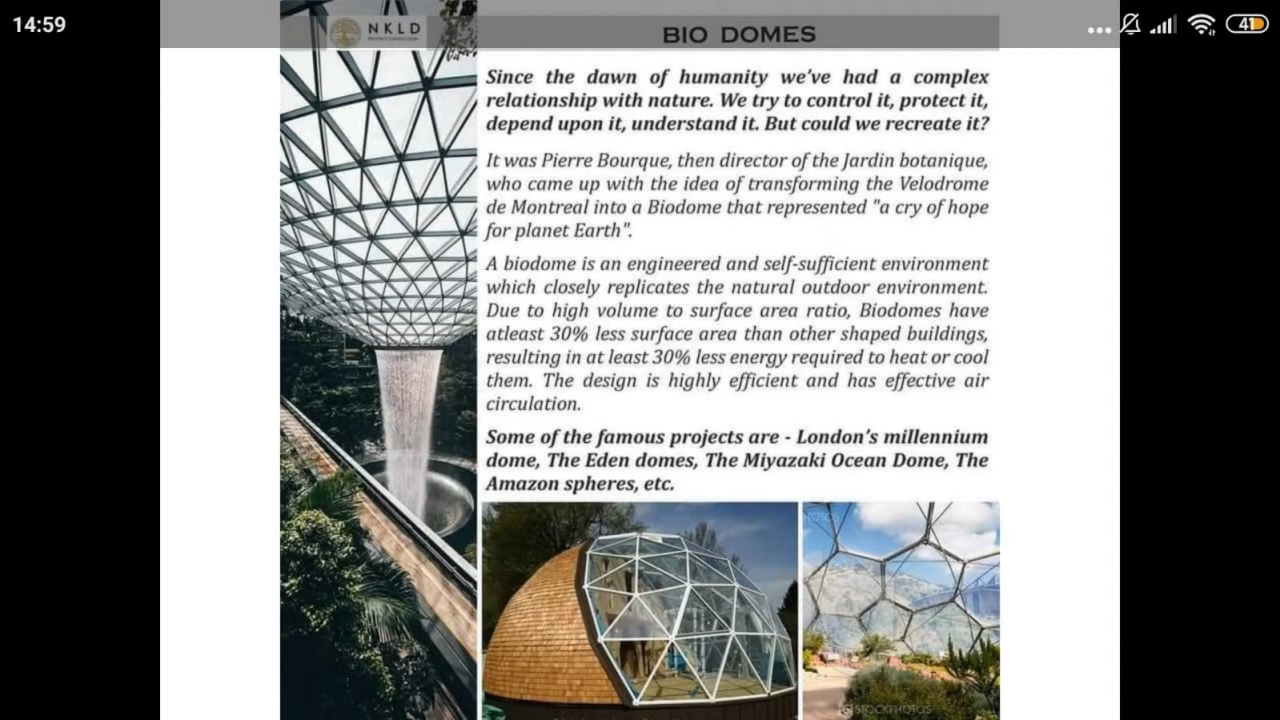 14:59
41
NKLD
BIO DOMES
Since the dawn of humanity we've had a complex
relationship with nature. We try to control it, protect it,
depend upon it, understand it. But could we recreate it?
It was Pierre Bourque, then director of the Jardin botanique,
who came up with the idea of transforming the Velodrome
de Montreal into a Biodome that represented "a cry of hope
for planet Earth".
A biodome is an engineered and self-sufficient environment
which closely replicates the natural outdoor environment.
Due to high volume to surface area ratio, Biodomes have
atleast 30% less surface area than other shaped buildings,
resulting in at least 30% less energy required to heat or cool
them. The design is highly efficient and has effective air
circulation.
Some of the famous projects are - London's millennium
dome, The Eden domes, The Miyazaki Ocean Dome, The
Amazon spheres, etc.
STOCKPHOTOS